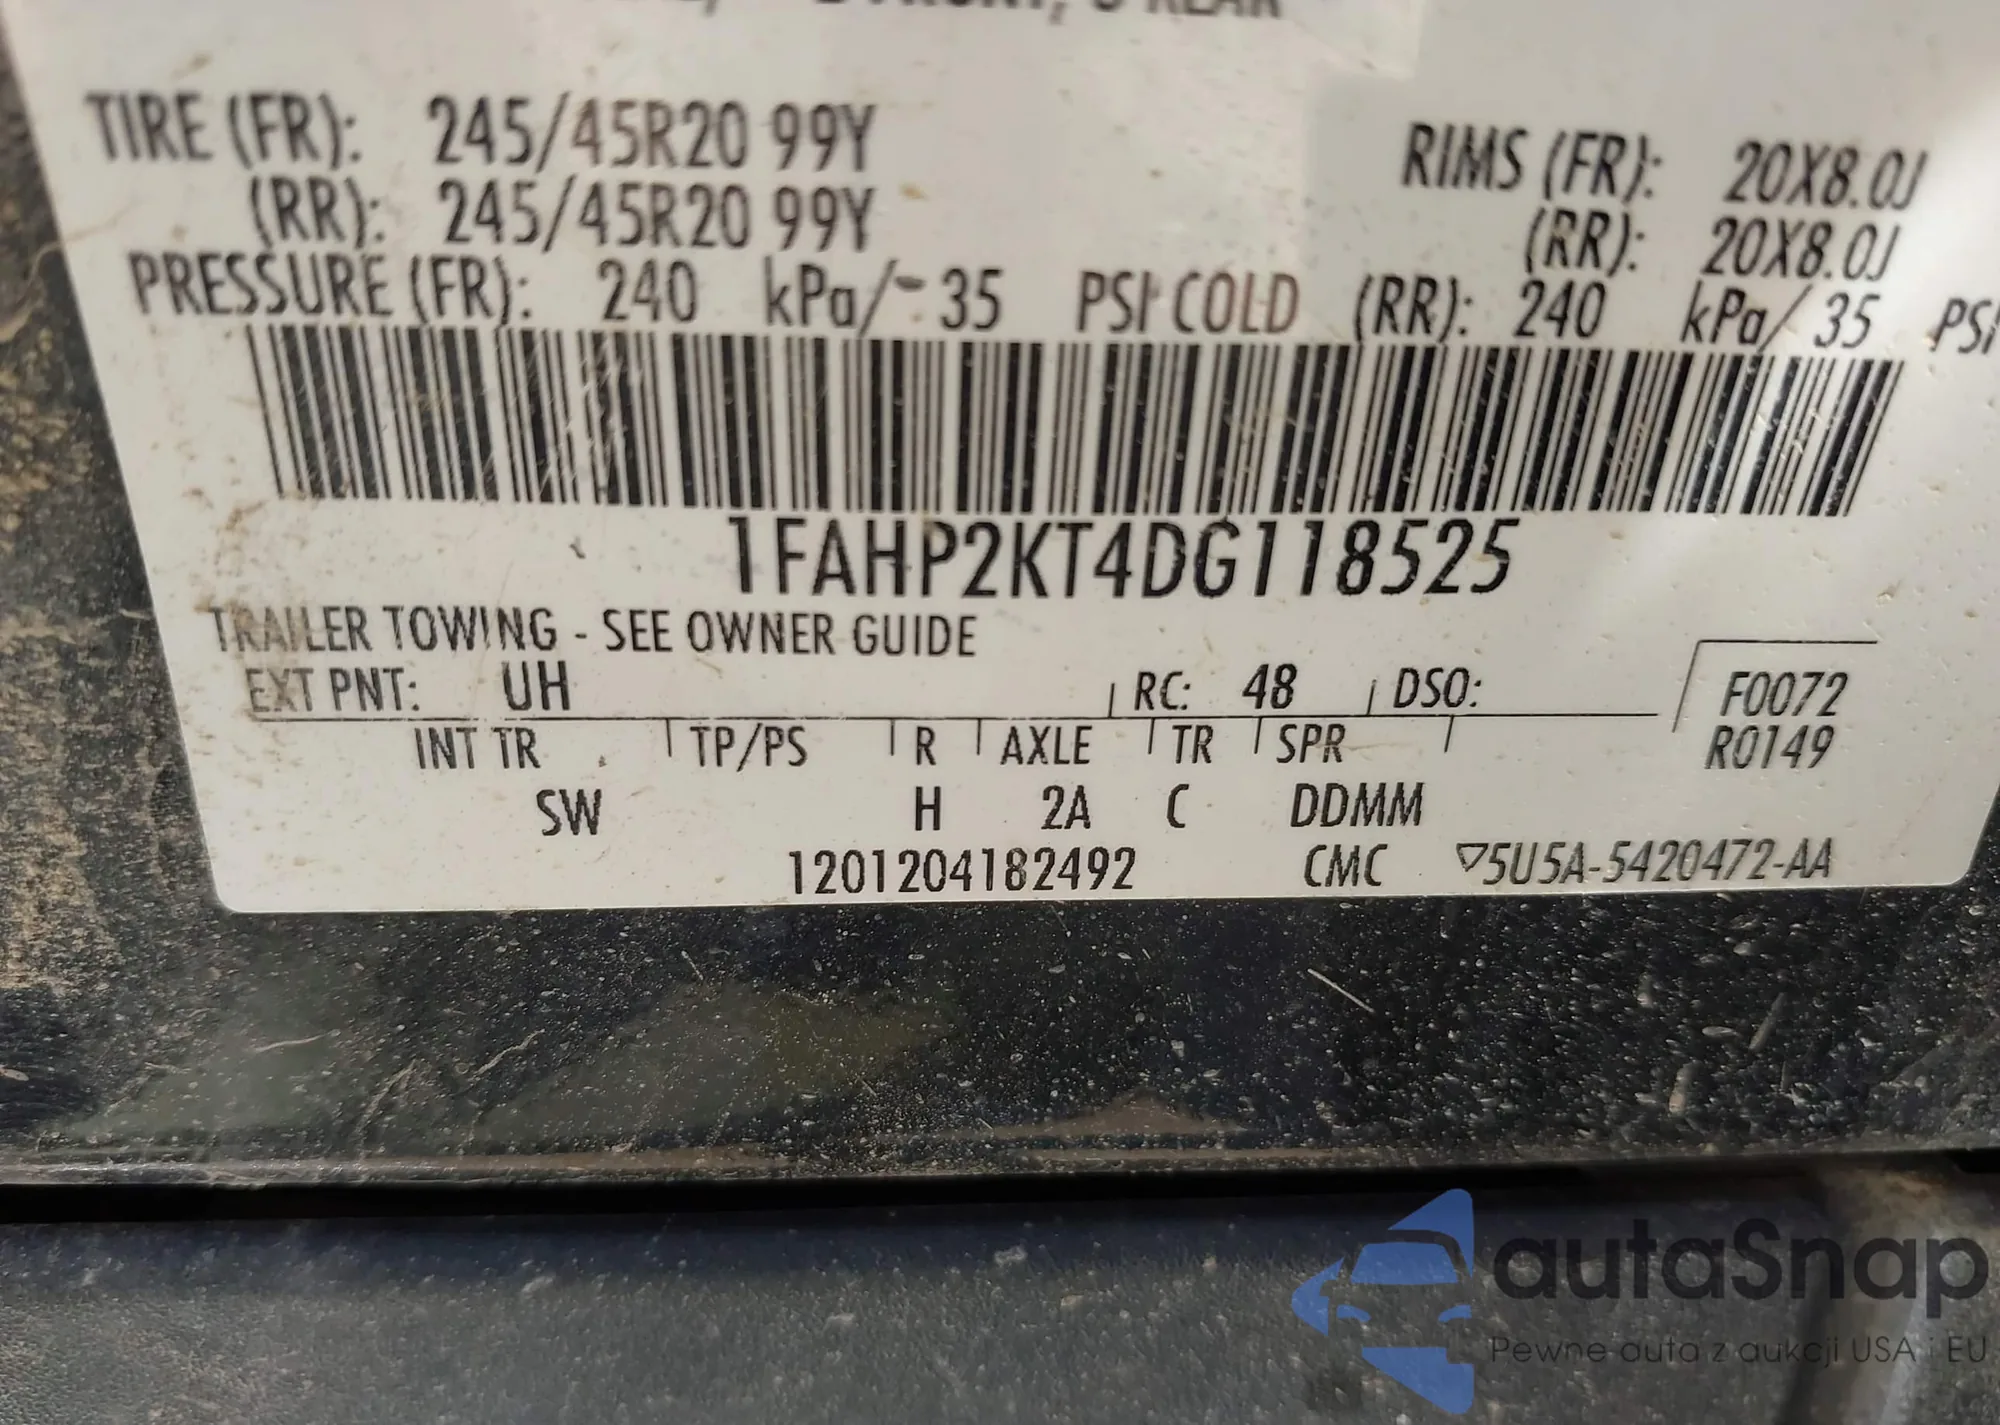 TIRE (FR): 245/45R20 99Y RIMS (FR): 20X8.0J
(RR): 245/45R20 99Y (RR): 20X8.0J
PRESSURE (FR): 240 kPa/ 35 PSI COLD (RR): 240 kPa/ 35 PSI
1FAHP2KT4DG118525
TRAILER TOWING - SEE OWNER GUIDE
EXT PNT: UH RC: 48 DSO: F0072
INT TR TP/PS R AXLE TR SPR R0149
SW H 2A C DDMM
1201204182492 CMC ▽5U5A-5420472-AA
autoSnap
Pewne auta z aukcji USA i EU